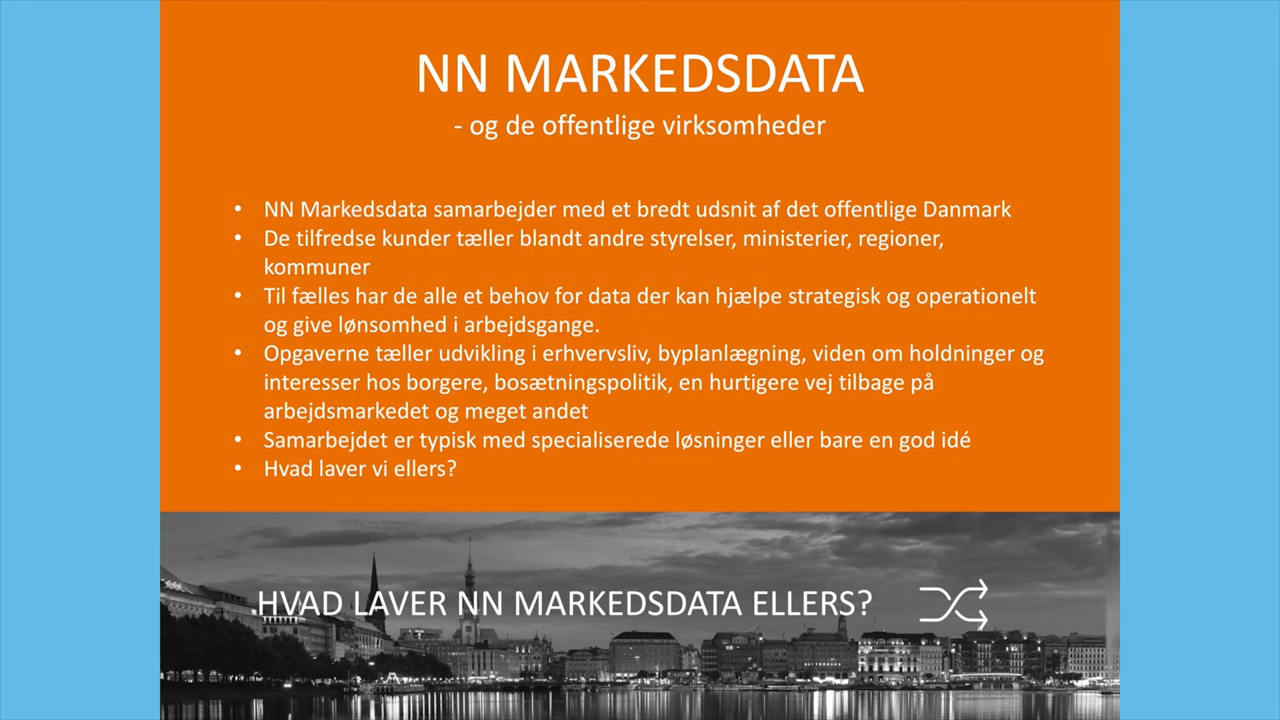 NN MARKEDSDATA
- og de offentlige virksomheder
• NN Markedsdata samarbejder med et bredt udsnit af det offentlige Danmark
• De tilfredse kunder tæller blandt andre styrelser, ministerier, regioner,
kommuner
• Til fælles har de alle et behov for data der kan hjælpe strategisk og operationelt
og give lønsomhed i arbejdsgange.
• Opgaverne tæller udvikling i erhvervsliv, byplanlægning, viden om holdninger og
interesser hos borgere, bosætningspolitik, en hurtigere vej tilbage på
arbejdsmarkedet og meget andet
• Samarbejdet er typisk med specialiserede løsninger eller bare en god idé
• Hvad laver vi ellers?
HVAD LAVER NN MARKEDSDATA ELLERS?